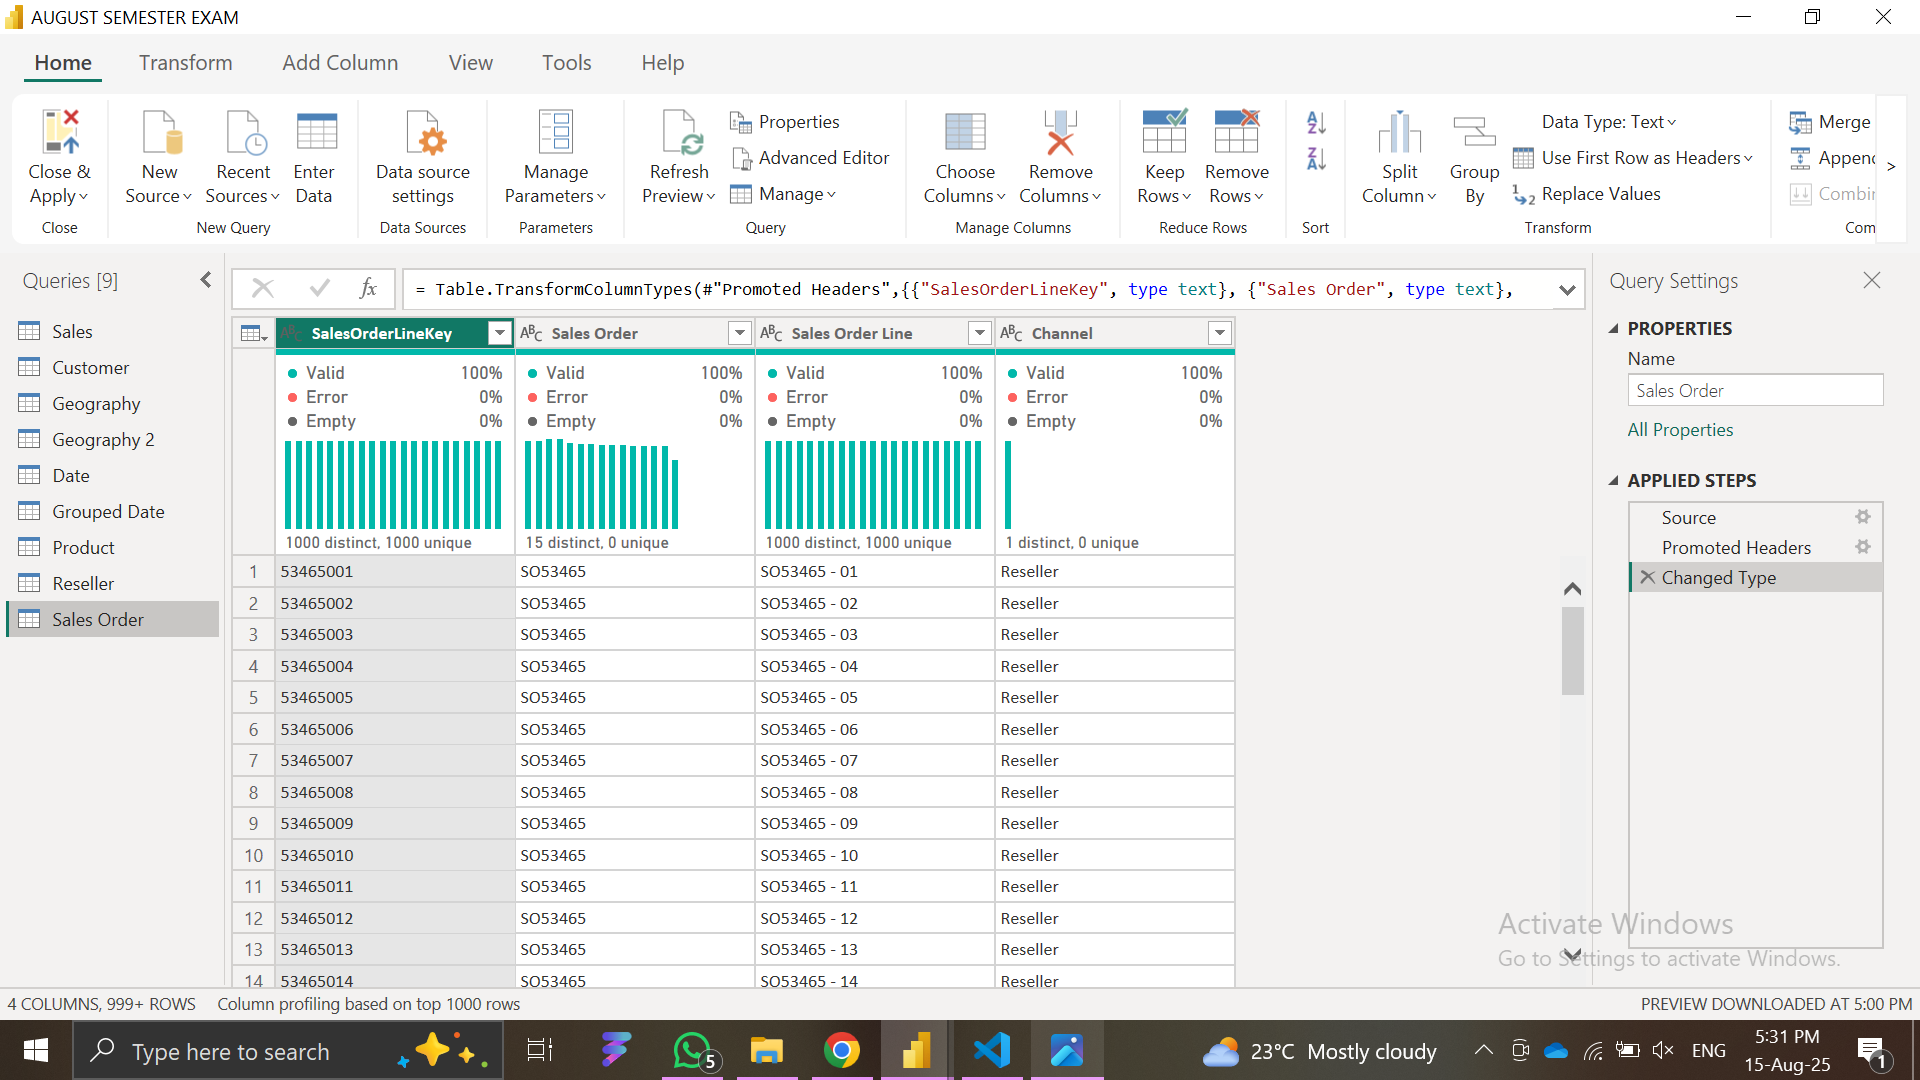 AUGUST SEMESTER EXAM
Home Transform Add Column View Tools Help
Close & Apply
Close
New Source
Recent Sources
Enter Data
New Query
Data source settings
Data Sources
Manage Parameters
Parameters
Refresh Preview
Properties
Advanced Editor
Manage
Query
Choose Columns
Remove Columns
Manage Columns
Keep Rows
Remove Rows
Reduce Rows
Sort
Split Column
Group By
Data Type: Text
Use First Row as Headers
Replace Values
Transform
Merge
Appenc
Combin
Com
Queries [9]
Sales
Customer
Geography
Geography 2
Date
Grouped Date
Product
Reseller
Sales Order
fx = Table.TransformColumnTypes(#"Promoted Headers",{{"SalesOrderLineKey", type text}, {"Sales Order", type text},
SalesOrderLineKey Sales Order Sales Order Line Channel
Valid 100% Valid 100% Valid 100% Valid 100%
Error 0% Error 0% Error 0% Error 0%
Empty 0% Empty 0% Empty 0% Empty 0%
1000 distinct, 1000 unique 15 distinct, 0 unique 1000 distinct, 1000 unique 1 distinct, 0 unique
1 53465001 SO53465 SO53465 - 01 Reseller
2 53465002 SO53465 SO53465 - 02 Reseller
3 53465003 SO53465 SO53465 - 03 Reseller
4 53465004 SO53465 SO53465 - 04 Reseller
5 53465005 SO53465 SO53465 - 05 Reseller
6 53465006 SO53465 SO53465 - 06 Reseller
7 53465007 SO53465 SO53465 - 07 Reseller
8 53465008 SO53465 SO53465 - 08 Reseller
9 53465009 SO53465 SO53465 - 09 Reseller
10 53465010 SO53465 SO53465 - 10 Reseller
11 53465011 SO53465 SO53465 - 11 Reseller
12 53465012 SO53465 SO53465 - 12 Reseller
13 53465013 SO53465 SO53465 - 13 Reseller
14 53465014 SO53465 SO53465 - 14 Reseller
Query Settings
PROPERTIES
Name
Sales Order
All Properties
APPLIED STEPS
Source
Promoted Headers
Changed Type
Activate Windows
Go to Settings to activate Windows.
4 COLUMNS, 999+ ROWS Column profiling based on top 1000 rows
PREVIEW DOWNLOADED AT 5:00 PM
Type here to search
5
23°C Mostly cloudy
ENG
5:31 PM
15-Aug-25
1